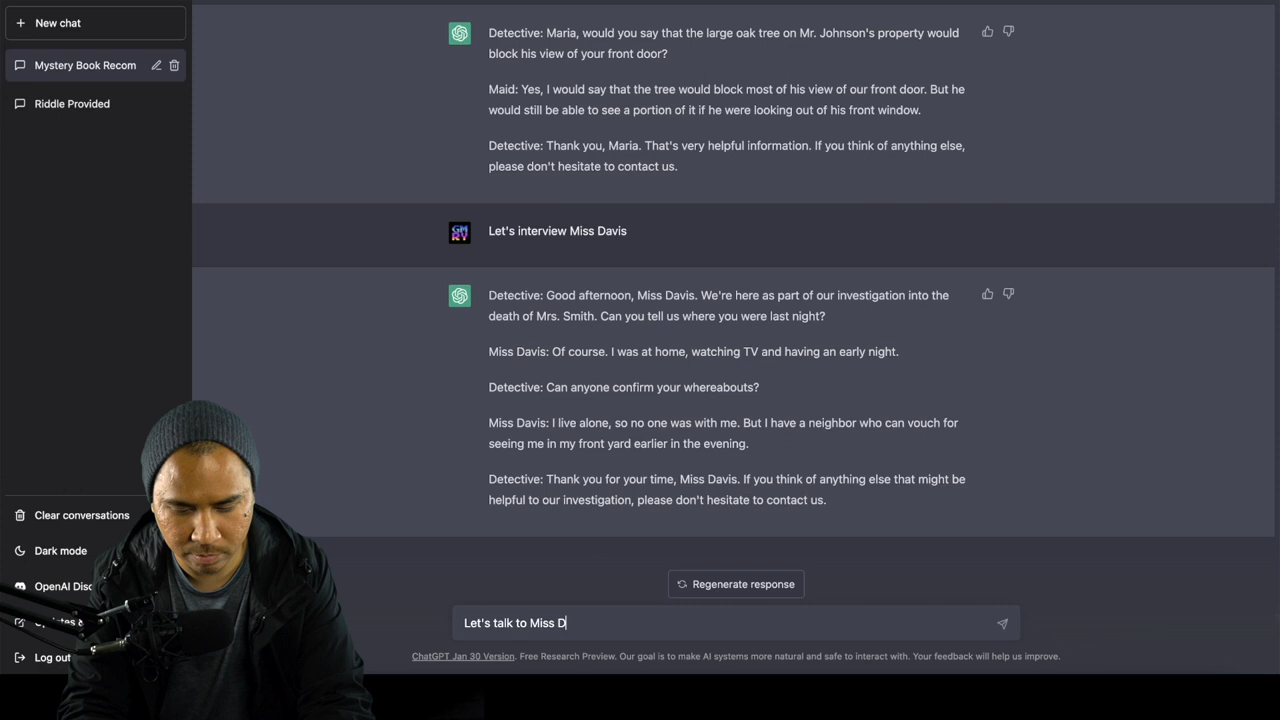 New chat
Mystery Book Recom
Riddle Provided
Detective: Maria, would you say that the large oak tree on Mr. Johnson's property would
block his view of your front door?
Maid: Yes, I would say that the tree would block most of his view of our front door. But he
would still be able to see a portion of it if he were looking out of his front window.
Detective: Thank you, Maria. That's very helpful information. If you think of anything else,
please don't hesitate to contact us.
GM
RY
Let's interview Miss Davis
Detective: Good afternoon, Miss Davis. We're here as part of our investigation into the
death of Mrs. Smith. Can you tell us where you were last night?
Miss Davis: Of course. I was at home, watching TV and having an early night.
Detective: Can anyone confirm your whereabouts?
Miss Davis: I live alone, so no one was with me. But I have a neighbor who can vouch for
seeing me in my front yard earlier in the evening.
Detective: Thank you for your time, Miss Davis. If you think of anything else that might be
helpful to our investigation, please don't hesitate to contact us.
Clear conversations
Dark mode
OpenAI Disc
Log out
Regenerate response
Let's talk to Miss D
ChatGPT Jan 30 Version. Free Research Preview. Our goal is to make AI systems more natural and safe to interact with. Your feedback will help us improve.